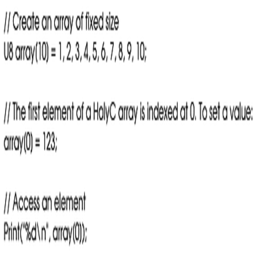 // Create an array of fixed size
U8 array(10) = 1, 2, 3, 4, 5, 6, 7, 8, 9, 10;
// The first element of a HolyC array is indexed at 0. To set a value:
array(0) = 123;
// Access an element
Print("%d\n", array(0));